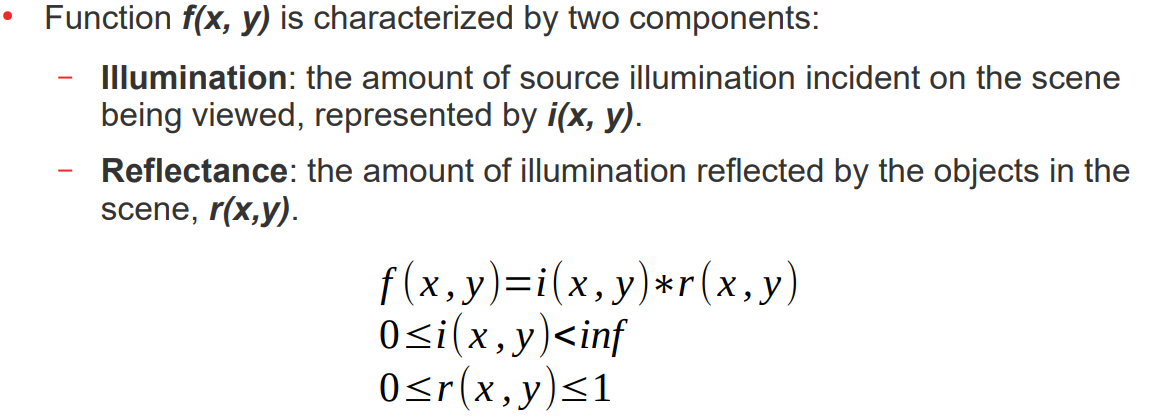 • Function f(x, y) is characterized by two components:
– Illumination: the amount of source illumination incident on the scene
being viewed, represented by i(x, y).
– Reflectance: the amount of illumination reflected by the objects in the
scene, r(x,y).
f(x,y)=i(x,y)*r(x,y)
0≤i(x,y)<inf
0≤r(x,y)≤1